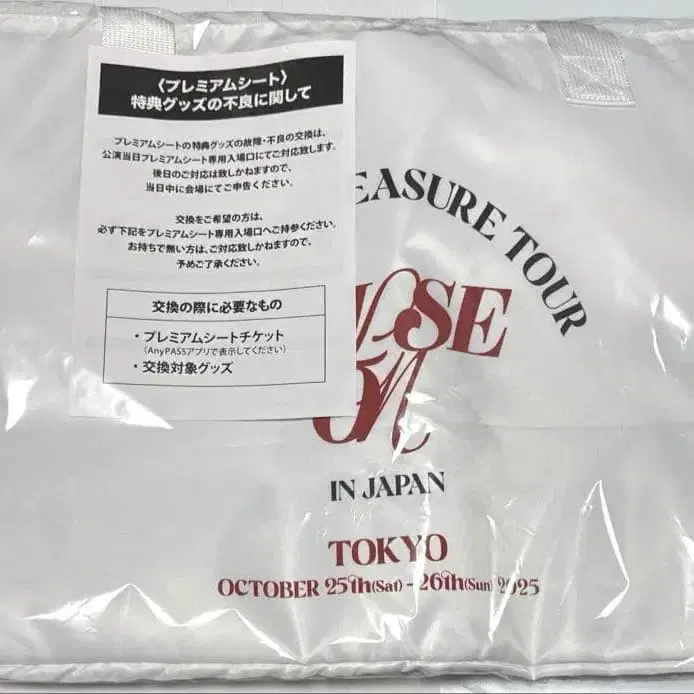 〈プレミアムシート〉
特典グッズの不良に関して
プレミアムシートの特典グッズの故障・不良の交換は、
公演当日プレミアムシート専用入場口にてご対応致します。
後日のご対応は致しかねますので、
当日中に会場にてご申告ください。
交換をご希望の方は、
必ず下記をプレミアムシート専用入場口へご持参ください。
お持ちで無い方は、ご対応致しかねますので、
予めご了承ください。
交換の際に必要なもの
・プレミアムシートチケット
（AnyPASSアプリで表示してください）
・交換対象グッズ
EASURE TOUR
LSE
ON
IN JAPAN
TOKYO
OCTOBER 25th(Sat) - 26th(Sun) 2025